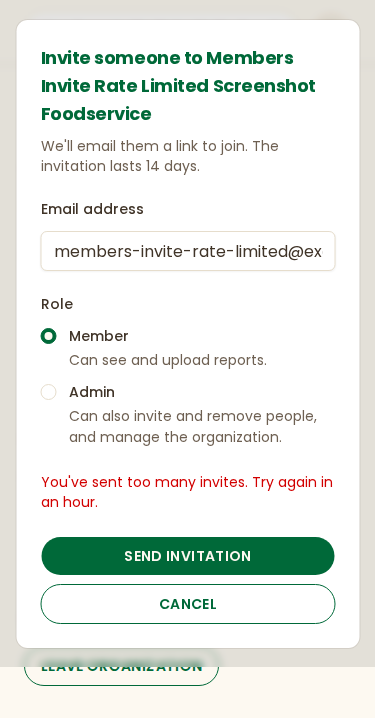 Invite someone to Members
Invite Rate Limited Screenshot
Foodservice
We'll email them a link to join. The
invitation lasts 14 days.
Email address
members-invite-rate-limited@ex
Role
Member
Can see and upload reports.
Admin
Can also invite and remove people,
and manage the organization.
You've sent too many invites. Try again in
an hour.
SEND INVITATION
CANCEL
LEAVE ORGANIZATION